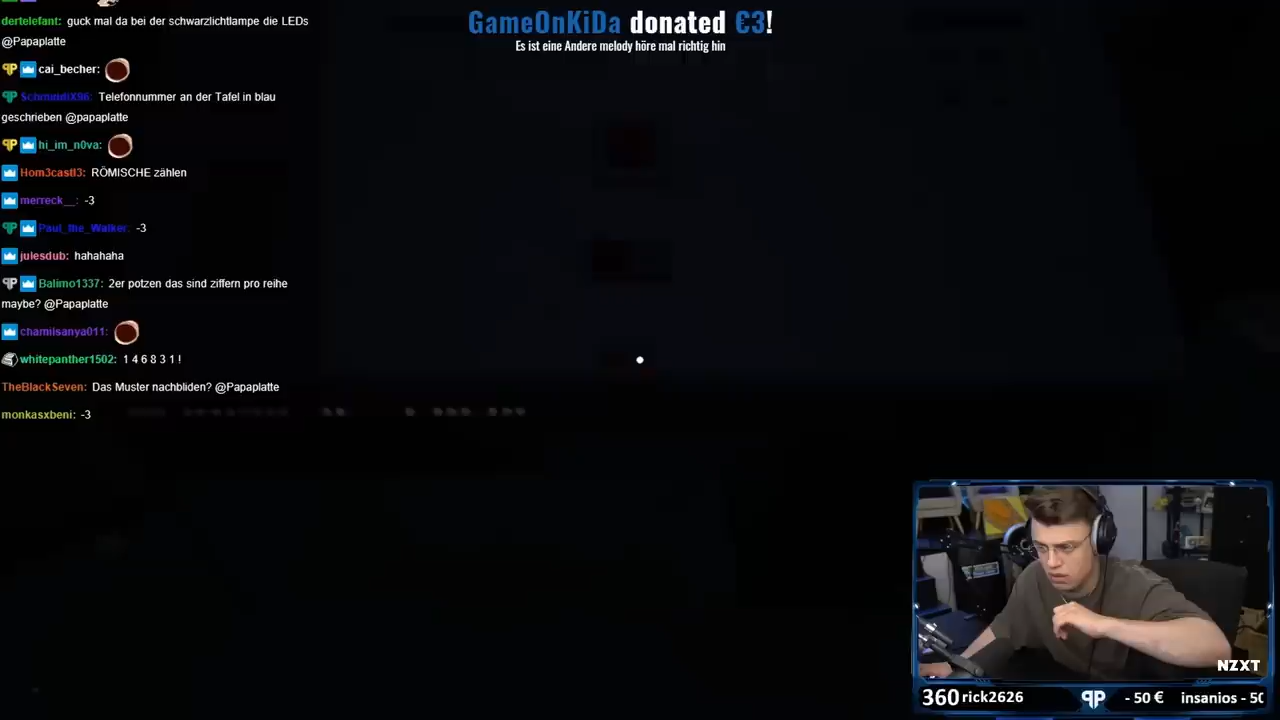 dertelefant: guck mal da bei der schwarzlichtlampe die LEDs
@Papaplatte
cai_becher:
SchmidiX96: Telefonnummer an der Tafel in blau
geschrieben @papaplatte
hi_im_n0va:
Hom3castl3: RÖMISCHE zählen
merreck__: -3
Paul_the_Walker: -3
julesdub: hahahaha
Balimo1337: 2er potzen das sind ziffern pro reihe
maybe? @Papaplatte
chamiisanya011:
whitepanther1502: 1 4 6 8 3 1 !
TheBlackSeven: Das Muster nachbliden? @Papaplatte
monkasxbeni: -3
GameOnKiDa donated €3!
Es ist eine Andere melody höre mal richtig hin
NZXT
360 rick2626 - 50 € insanios - 50